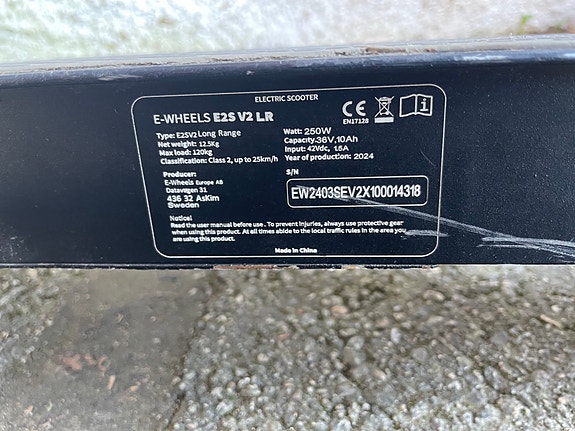 ELECTRIC SCOOTER
E-WHEELS E2S V2 LR
Type: E2SV2 Long Range
Net weight: 12.5Kg
Max load: 120kg
Classification: Class 2, up to 25km/h
CE
EN17128
Watt: 250W
Capacity: 36V, 10Ah
Input: 42Vdc, 1.5A
Year of production: 2024
Producer:
E-Wheels Europe AB
Datavägen 31
436 32 Askim
Sweden
S/N
EW2403SEV2X100014318
Notice!
Read the user manual before use. To prevent injuries, always use protective gear
when using this product. At all times abide to the local traffic rules in the area you
are using this product.
Made in China